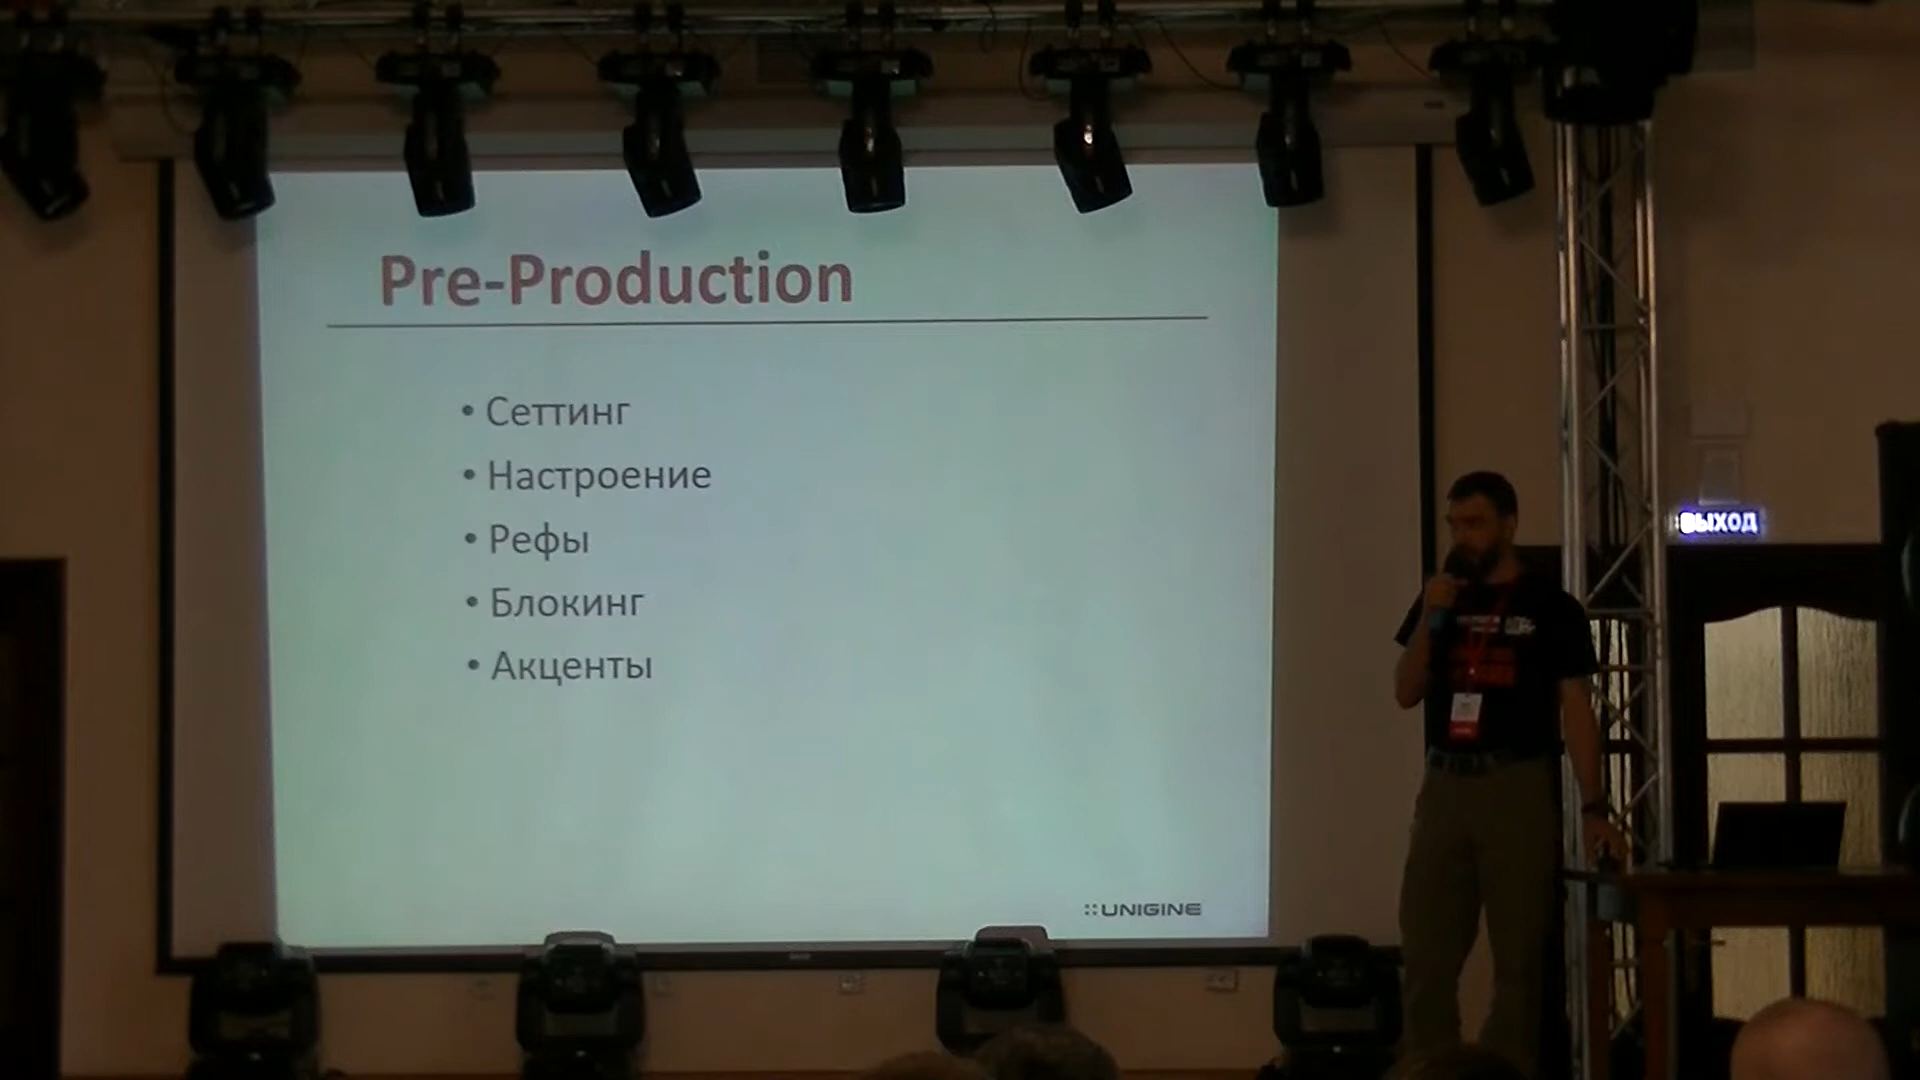 Pre-Production
• Сеттинг
• Настроение
• Рефы
• Блокинг
• Акценты
UNIGINE
ВЫХОД